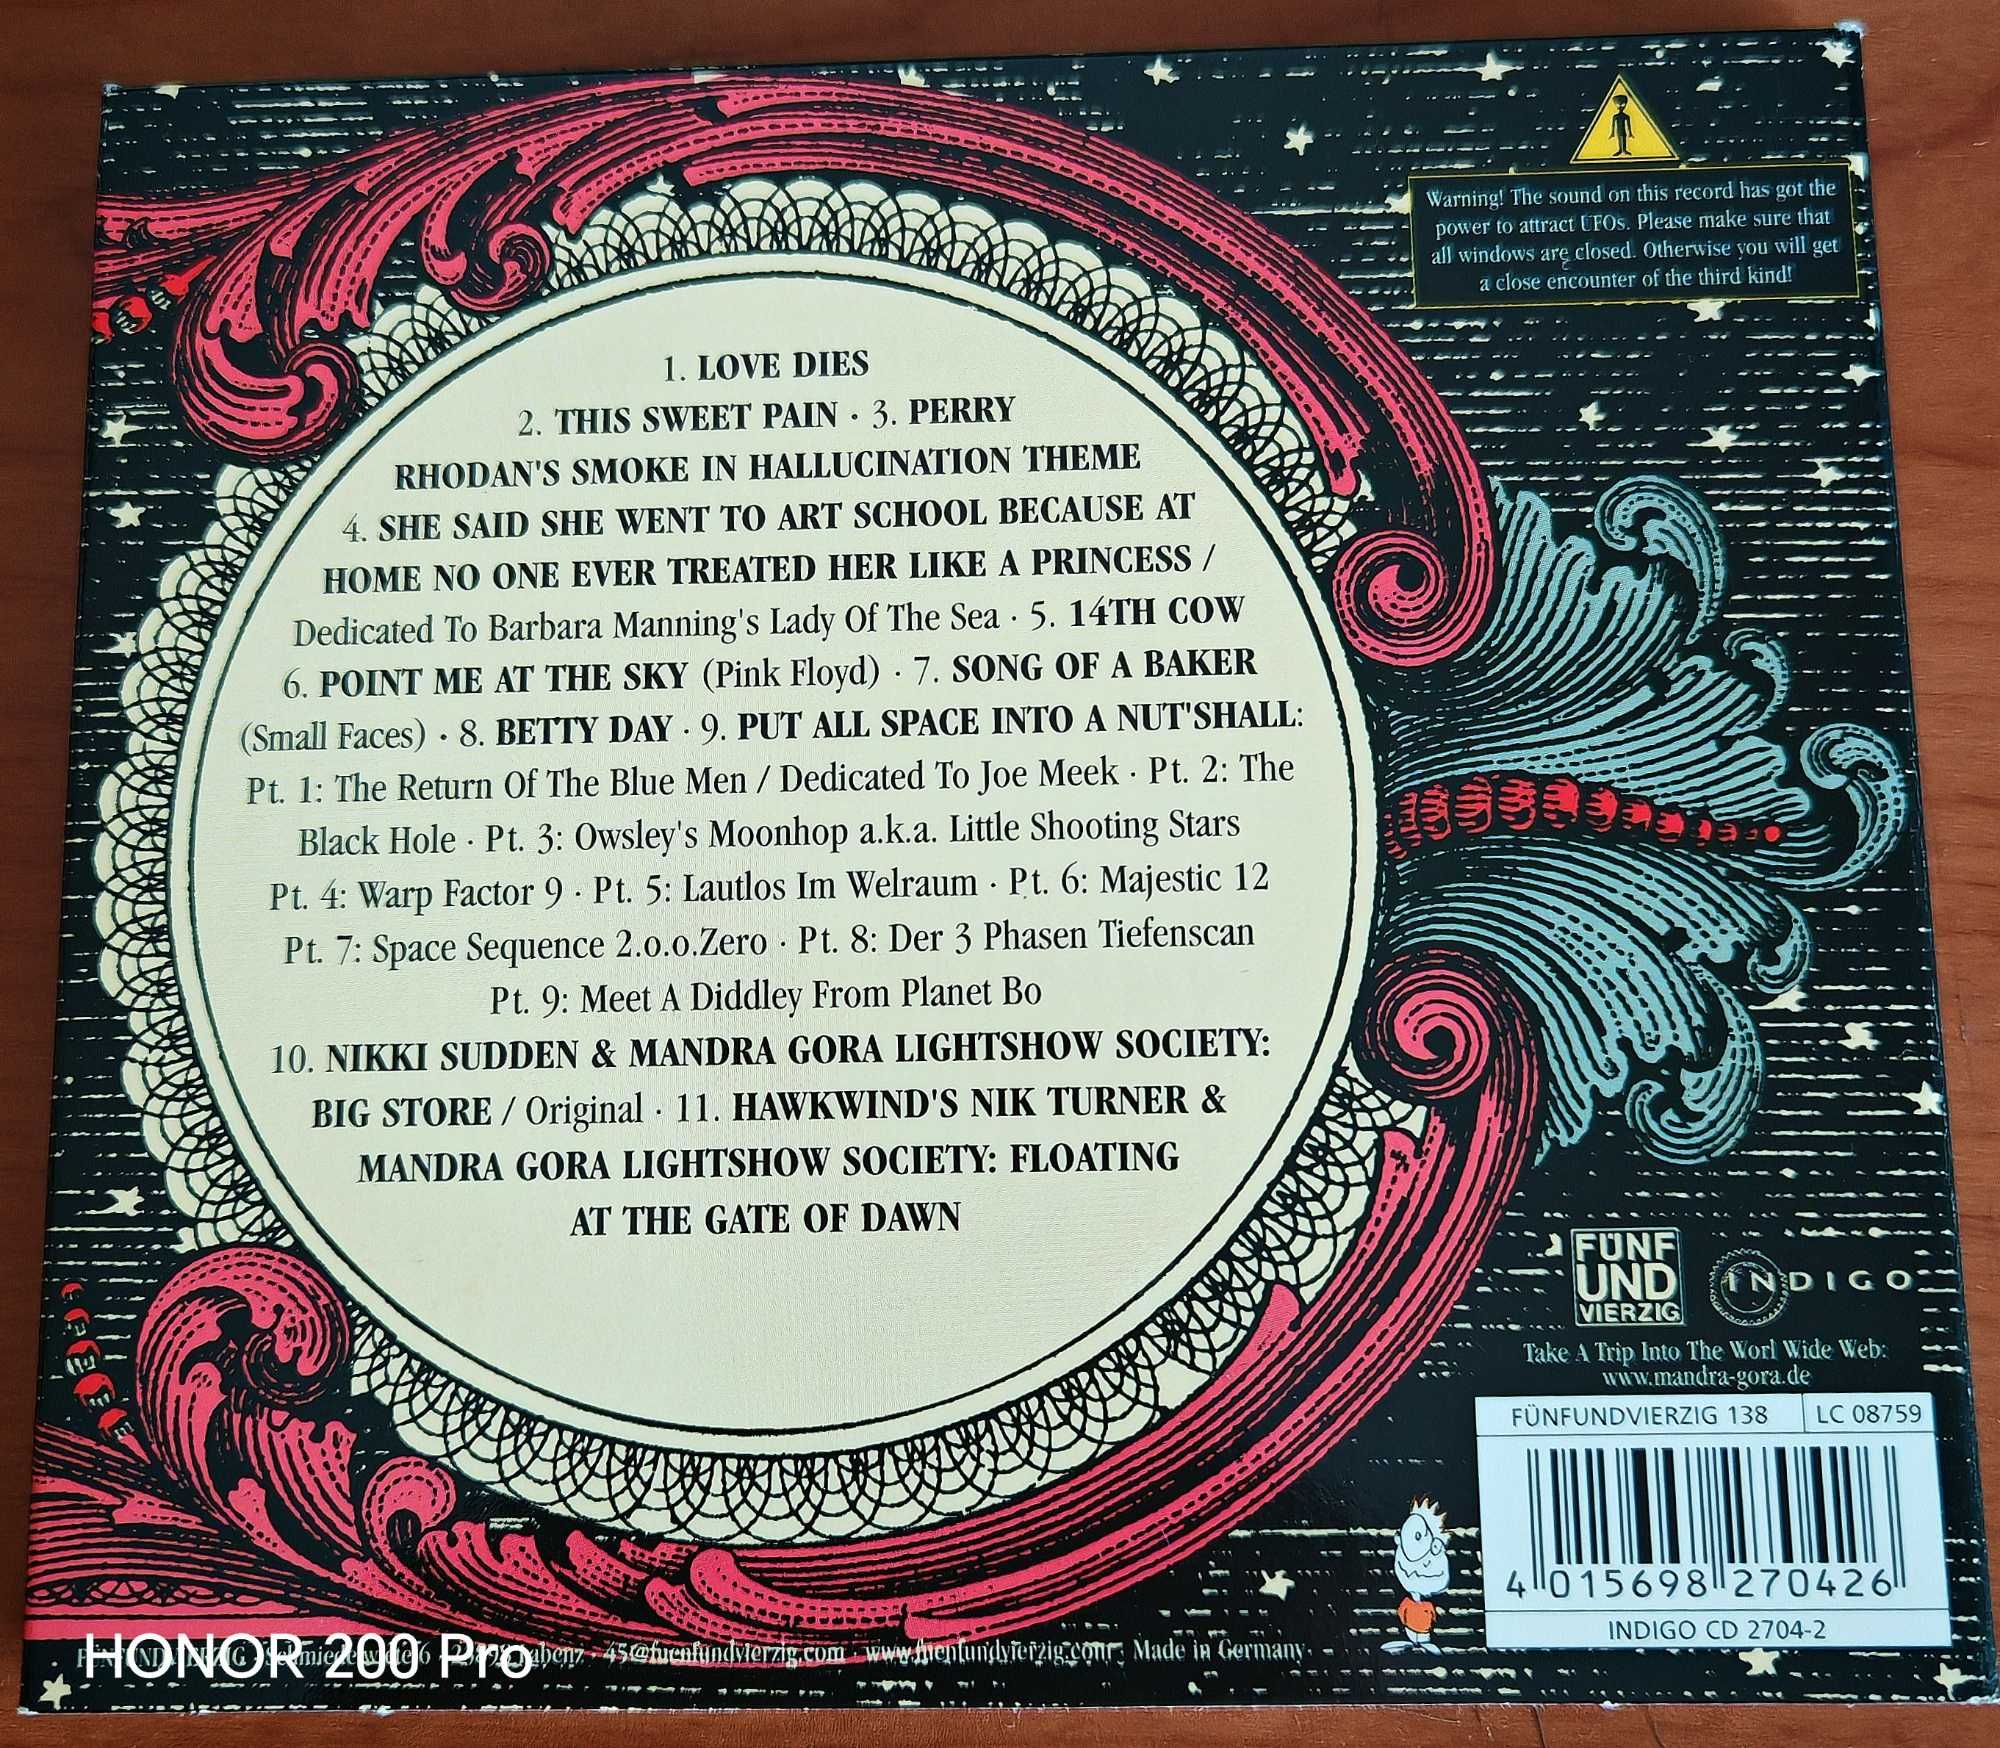 Warning! The sound on this record has got the
power to attract UFOs. Please make sure that
all windows are closed. Otherwise you will get
a close encounter of the third kind!
1. LOVE DIES
2. THIS SWEET PAIN · 3. PERRY
RHODAN'S SMOKE IN HALLUCINATION THEME
4. SHE SAID SHE WENT TO ART SCHOOL BECAUSE AT
HOME NO ONE EVER TREATED HER LIKE A PRINCESS /
Dedicated To Barbara Manning's Lady Of The Sea · 5. 14TH COW
6. POINT ME AT THE SKY (Pink Floyd) · 7. SONG OF A BAKER
(Small Faces) · 8. BETTY DAY · 9. PUT ALL SPACE INTO A NUT'SHALL:
Pt. 1: The Return Of The Blue Men / Dedicated To Joe Meek · Pt. 2: The
Black Hole · Pt. 3: Owsley's Moonhop a.k.a. Little Shooting Stars
Pt. 4: Warp Factor 9 · Pt. 5: Lautlos Im Welraum · Pt. 6: Majestic 12
Pt. 7: Space Sequence 2.o.o.Zero · Pt. 8: Der 3 Phasen Tiefenscan
Pt. 9: Meet A Diddley From Planet Bo
10. NIKKI SUDDEN & MANDRA GORA LIGHTSHOW SOCIETY:
BIG STORE / Original · 11. HAWKWIND'S NIK TURNER &
MANDRA GORA LIGHTSHOW SOCIETY: FLOATING
AT THE GATE OF DAWN
FÜNF
UND
VIERZIG
INDIGO
Take A Trip Into The Worl Wide Web:
www.mandra-gora.de
FÜNFUNDVIERZIG 138
LC 08759
4 015698 270426
INDIGO CD 2704-2
FÜNFUNDVIERZIG · 45@fuenfundvierzig.com · www.fuenfundvierzig.com · Made in Germany
HONOR 200 Pro